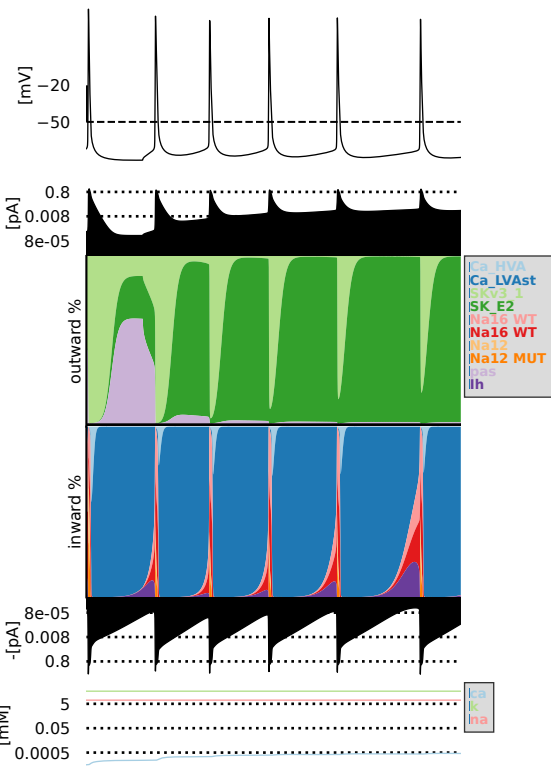 [mV]
−20
−50
[pA]
0.8
0.008
8e-05
outward %
Ca_HVA
Ca_LVAst
SKv3_1
SK_E2
Na16 WT
Na16 WT
Na12
Na12 MUT
pas
Ih
inward %
-[pA]
8e-05
0.008
0.8
[mM]
5
0.05
0.0005
ca
k
na